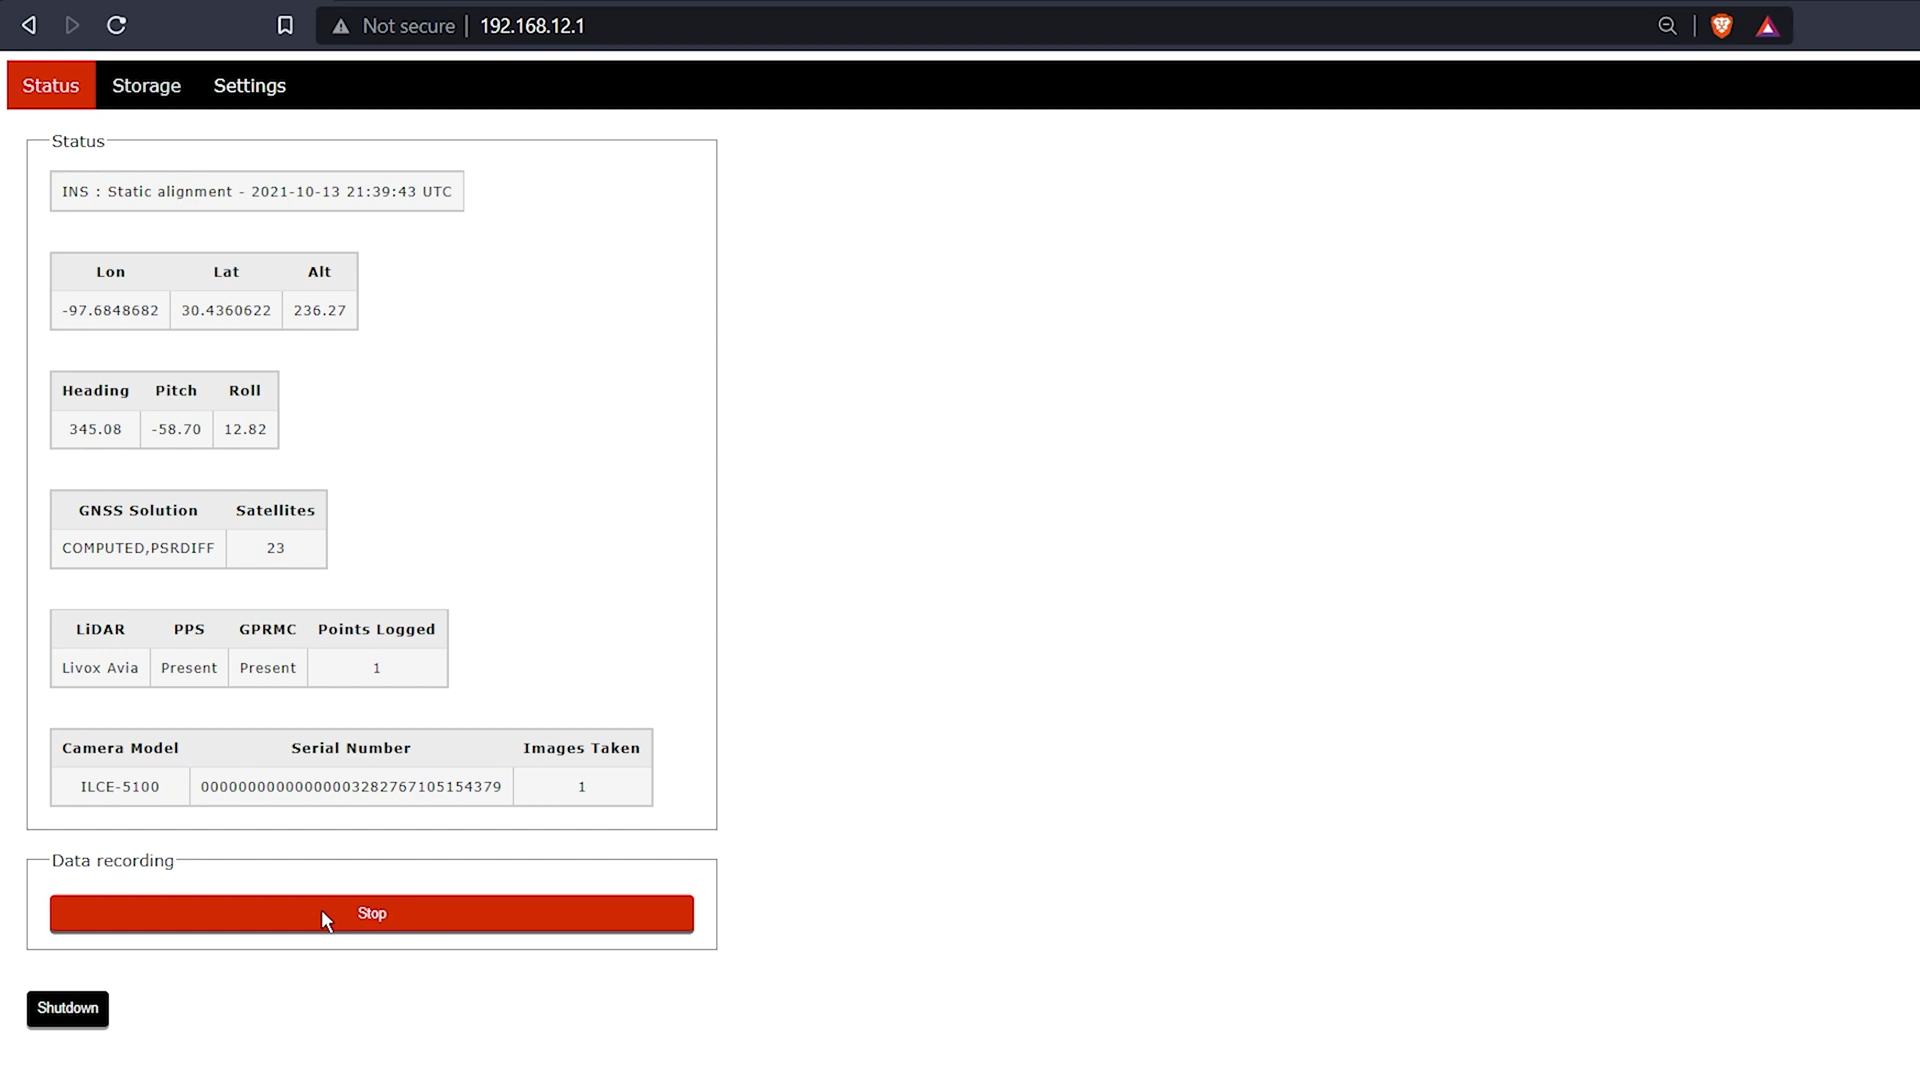 Not secure | 192.168.12.1
Status Storage Settings
Status
INS : Static alignment - 2021-10-13 21:39:43 UTC
Lon Lat Alt
-97.6848682 30.4360622 236.27
Heading Pitch Roll
345.08 -58.70 12.82
GNSS Solution Satellites
COMPUTED,PSRDIFF 23
LiDAR PPS GPRMC Points Logged
Livox Avia Present Present 1
Camera Model Serial Number Images Taken
ILCE-5100 00000000000000003282767105154379 1
Data recording
Stop
Shutdown